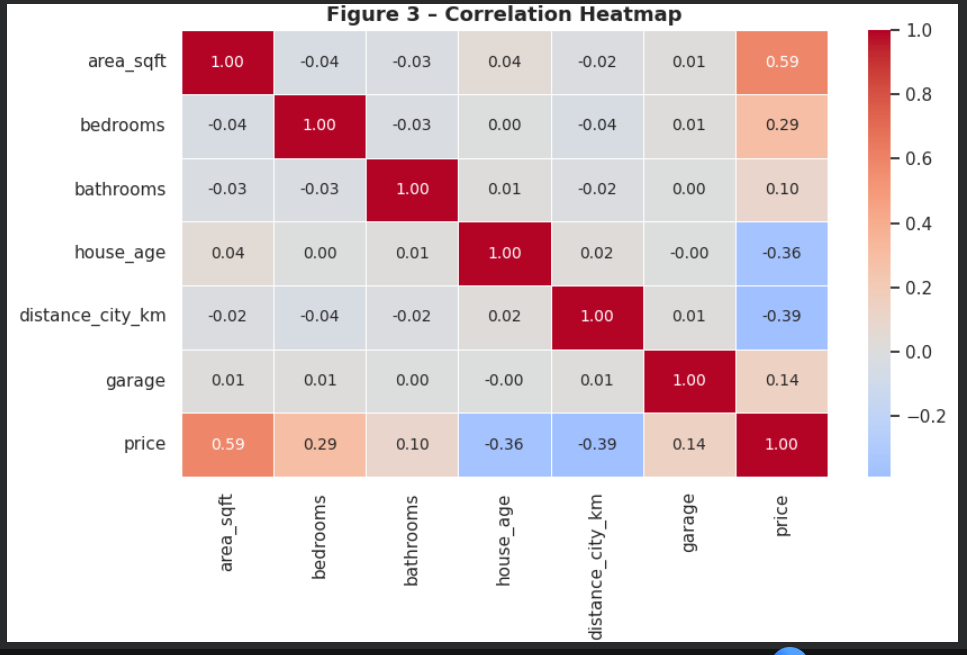 Figure 3 – Correlation Heatmap
area_sqft 1.00 -0.04 -0.03 0.04 -0.02 0.01 0.59
bedrooms -0.04 1.00 -0.03 0.00 -0.04 0.01 0.29
bathrooms -0.03 -0.03 1.00 0.01 -0.02 0.00 0.10
house_age 0.04 0.00 0.01 1.00 0.02 -0.00 -0.36
distance_city_km -0.02 -0.04 -0.02 0.02 1.00 0.01 -0.39
garage 0.01 0.01 0.00 -0.00 0.01 1.00 0.14
price 0.59 0.29 0.10 -0.36 -0.39 0.14 1.00
area_sqft
bedrooms
bathrooms
house_age
distance_city_km
garage
price
1.0
0.8
0.6
0.4
0.2
0.0
−0.2